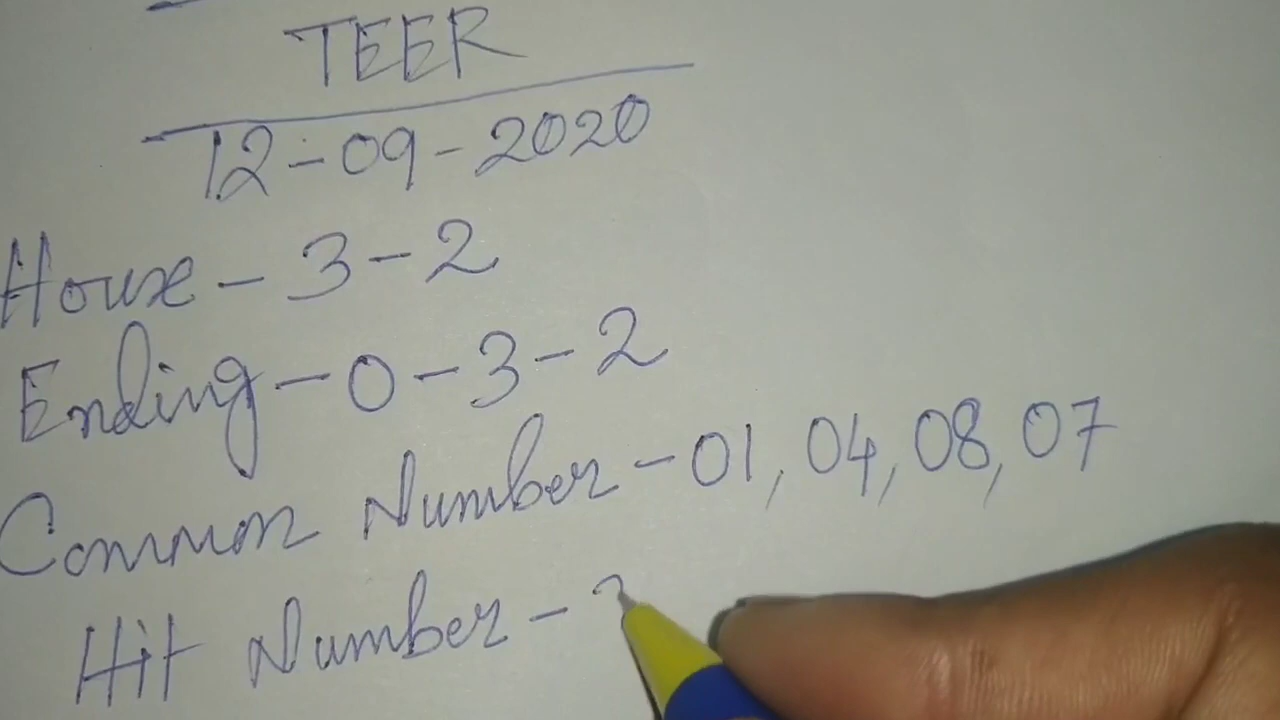 TEER
12-09-2020
House - 3 - 2
Ending - 0 - 3 - 2
Common Number - 01, 04, 08, 07
Hit Number -